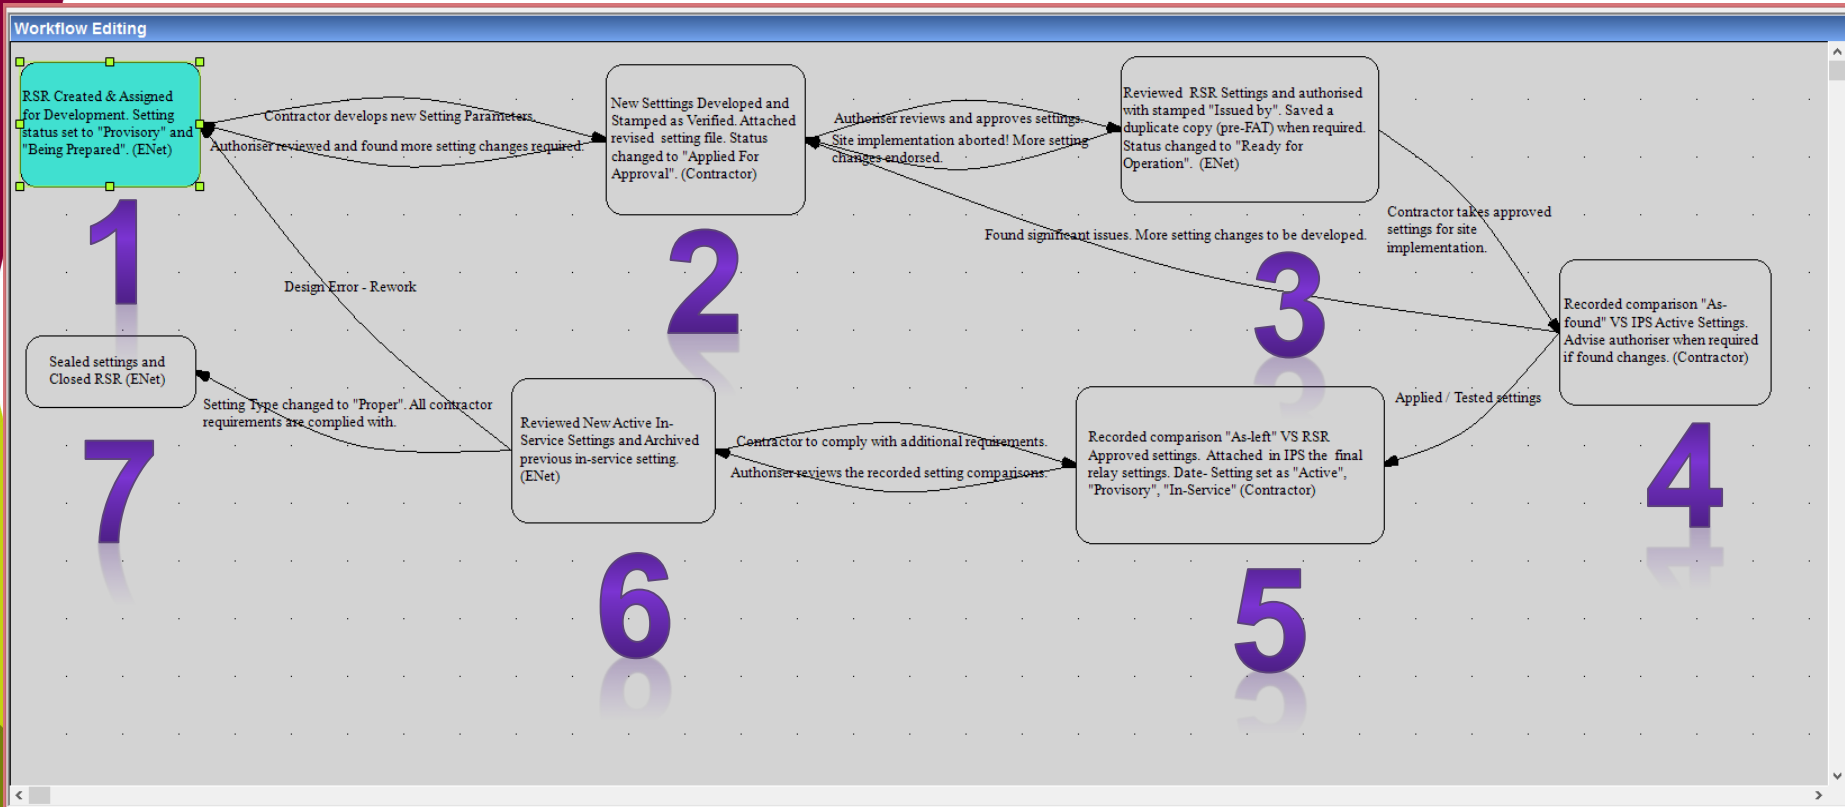 Workflow Editing
RSR Created & Assigned
for Development. Setting
status set to "Provisory" and
"Being Prepared". (ENet)
1
Contractor develops new Setting Parameters.
Authoriser reviewed and found more setting changes required.
New Setttings Developed and
Stamped as Verified. Attached
revised setting file. Status
changed to "Applied For
Approval". (Contractor)
2
Authoriser reviews and approves settings.
Site implementation aborted! More setting
changes endorsed.
Reviewed RSR Settings and authorised
with stamped "Issued by". Saved a
duplicate copy (pre-FAT) when required.
Status changed to "Ready for
Operation". (ENet)
3
Found significant issues. More setting changes to be developed.
Contractor takes approved
settings for site
implementation.
Recorded comparison "As-
found" VS IPS Active Settings.
Advise authoriser when required
if found changes. (Contractor)
4
Applied / Tested settings
Recorded comparison "As-left" VS RSR
Approved settings. Attached in IPS the final
relay settings. Date- Setting set as "Active",
"Provisory", "In-Service" (Contractor)
5
Contractor to comply with additional requirements.
Authoriser reviews the recorded setting comparisons.
Reviewed New Active In-
Service Settings and Archived
previous in-service setting.
(ENet)
6
Design Error - Rework
Setting Type changed to "Proper". All contractor
requirements are complied with.
Sealed settings and
Closed RSR (ENet)
7